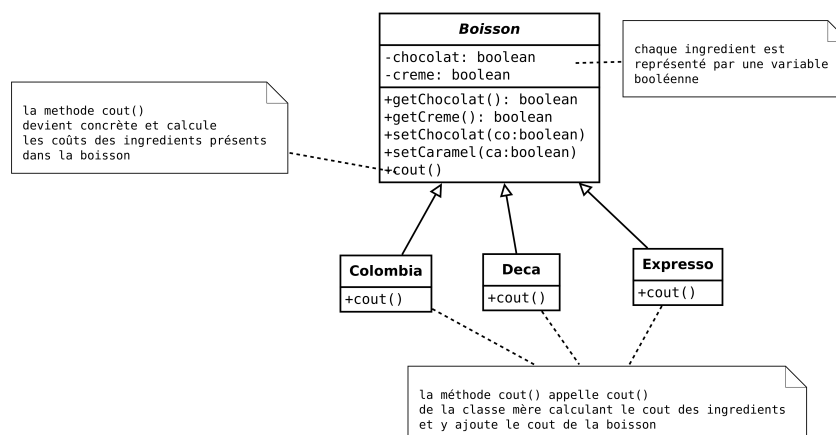 Boisson
-chocolat: boolean
-creme: boolean
+getChocolat(): boolean
+getCreme(): boolean
+setChocolat(co:boolean)
+setCaramel(ca:boolean)
+cout()
chaque ingredient est
représenté par une variable
booléenne
la methode cout()
devient concrète et calcule
les coûts des ingredients présents
dans la boisson
Colombia
+cout()
Deca
+cout()
Expresso
+cout()
la méthode cout() appelle cout()
de la classe mère calculant le cout des ingredients
et y ajoute le cout de la boisson